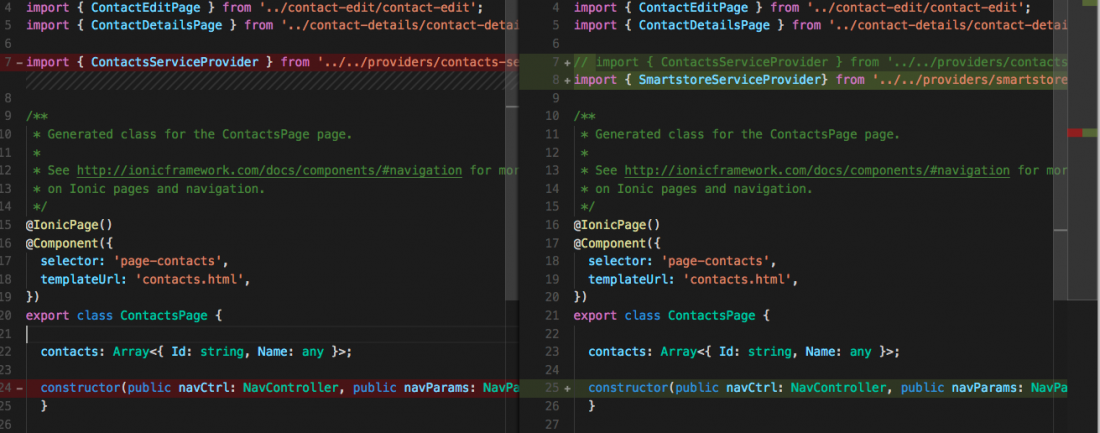 4 import { ContactEditPage } from '../contact-edit/contact-edit';
5 import { ContactDetailsPage } from '../contact-details/contact-detai
6
7 – import { ContactsServiceProvider } from '../../providers/contacts-se
8
9 /**
10 * Generated class for the ContactsPage page.
11 *
12 * See http://ionicframework.com/docs/components/#navigation for mor
13 * on Ionic pages and navigation.
14 */
15 @IonicPage()
16 @Component({
17 selector: 'page-contacts',
18 templateUrl: 'contacts.html',
19 })
20 export class ContactsPage {
21
22 contacts: Array<{ Id: string, Name: any }>;
23
24 – constructor(public navCtrl: NavController, public navParams: NavPa
25 }
26
4 import { ContactEditPage } from '../contact-edit/contact-edit';
5 import { ContactDetailsPage } from '../contact-details/contact-detai
6
7 + // import { ContactsServiceProvider } from '../../providers/contacts
8 + import { SmartstoreServiceProvider} from '../../providers/smartstore
9
10 /**
11 * Generated class for the ContactsPage page.
12 *
13 * See http://ionicframework.com/docs/components/#navigation for mor
14 * on Ionic pages and navigation.
15 */
16 @IonicPage()
17 @Component({
18 selector: 'page-contacts',
19 templateUrl: 'contacts.html',
20 })
21 export class ContactsPage {
22
23 contacts: Array<{ Id: string, Name: any }>;
24
25 + constructor(public navCtrl: NavController, public navParams: NavPa
26 }
27